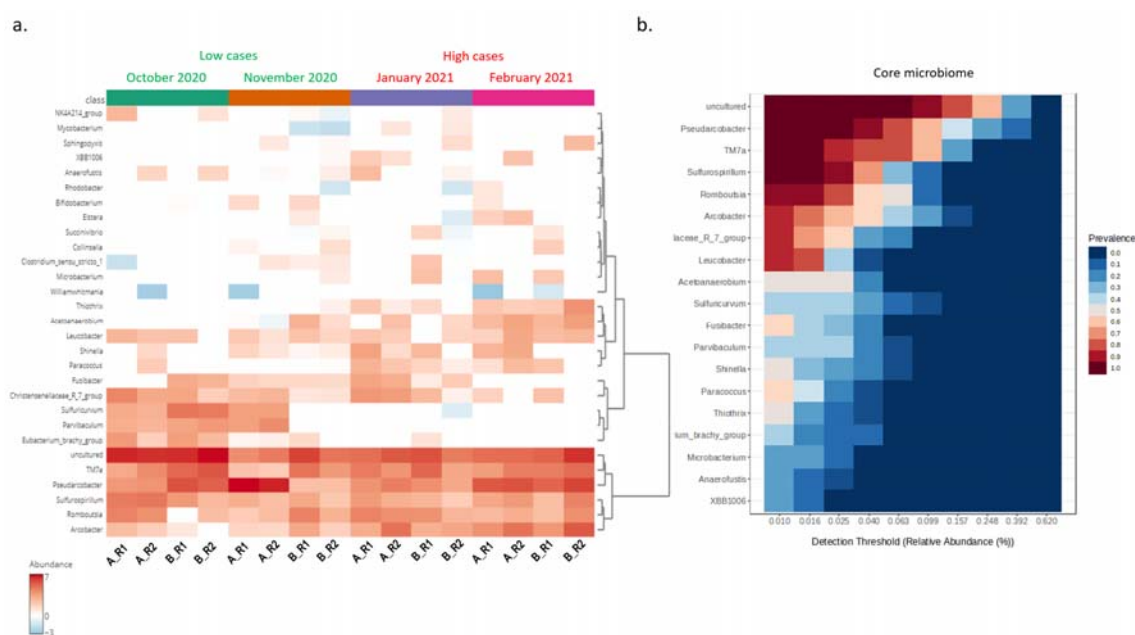 a.
Low cases
High cases
October 2020
November 2020
January 2021
February 2021
class
NK4A214_group
Mycobacterium
Sphingopyxis
XBB1006
Anaerofustis
Rhodobacter
Bifidobacterium
Succinivibrio
Collinsella
Clostridium_sensu_stricto_1
Microbacterium
Williamwhitmania
Thiothrix
Acetoanaerobium
Leucobacter
Shinella
Paracoccus
Fusibacter
Christensenellaceae_R_7_group
Sulfuricurvum
Parvibaculum
Eubacterium_brachy_group
uncultured
TM7a
Pseudarcobacter
Sulfurospirillum
Romboutsia
Arcobacter
A_R1
A_R2
B_R1
B_R2
A_R1
A_R2
B_R1
B_R2
A_R1
A_R2
B_R1
B_R2
A_R1
A_R2
B_R1
B_R2
Abundance
7
0
−3
b.
Core microbiome
uncultured
Pseudarcobacter
TM7a
Sulfurospirillum
Romboutsia
Arcobacter
laceae_R_7_group
Leucobacter
Acetoanaerobium
Sulfuricurvum
Fusibacter
Parvibaculum
Shinella
Paracoccus
Thiothrix
ium_brachy_group
Microbacterium
Anaerofustis
XBB1006
0.010 0.016 0.025 0.040 0.063 0.099 0.157 0.248 0.392 0.620
Detection Threshold (Relative Abundance (%))
Prevalence
0.0
0.1
0.2
0.3
0.4
0.5
0.6
0.7
0.8
0.9
1.0